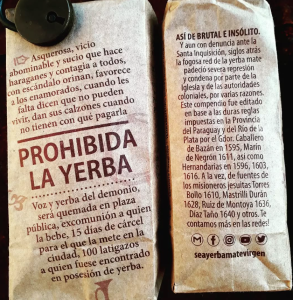 Asquerosa, vicio
abominable y sucio que hace
haraganes y contagia a todos,
con escándalo orinan, favorece
a los enamorados, cuando les
falta dicen que no pueden
vivir, dan sus calzones cuando
no tienen con qué pagarla
PROHIBIDA
LA YERBA
Voz y yerba del demonio,
será quemada en plaza
pública, excomunión a quien
la bebe, 15 días de cárcel
para el que la mete en la
ciudad, 100 latigazos
a quien fuese encontrado
en posesión de yerba.
ASÍ DE BRUTAL E INSÓLITO.
Y aun con denuncia ante la
Santa Inquisición, siglos atrás
la fogosa red de la yerba mate
padeció severa represión
y condena por parte de la
iglesia y de las autoridades
coloniales, por varias razones.
Este compendio fue editado
en base a las duras reglas
impuestas en la Provincia
del Paraguay y del Río de la
Plata por el Gdor. Caballero
de Bazán en 1595, Marín
de Negrón 1611, así como
Hernandarias en 1596, 1603,
1616. A la vez, de fuentes de
los misioneros jesuitas Torres
Bollo 1610, Mastrilli Durán
1628, Ruiz de Montoya 1636,
Díaz Taño 1640 y otros. Te
contamos más en las redes!
seayerbamatevirgen